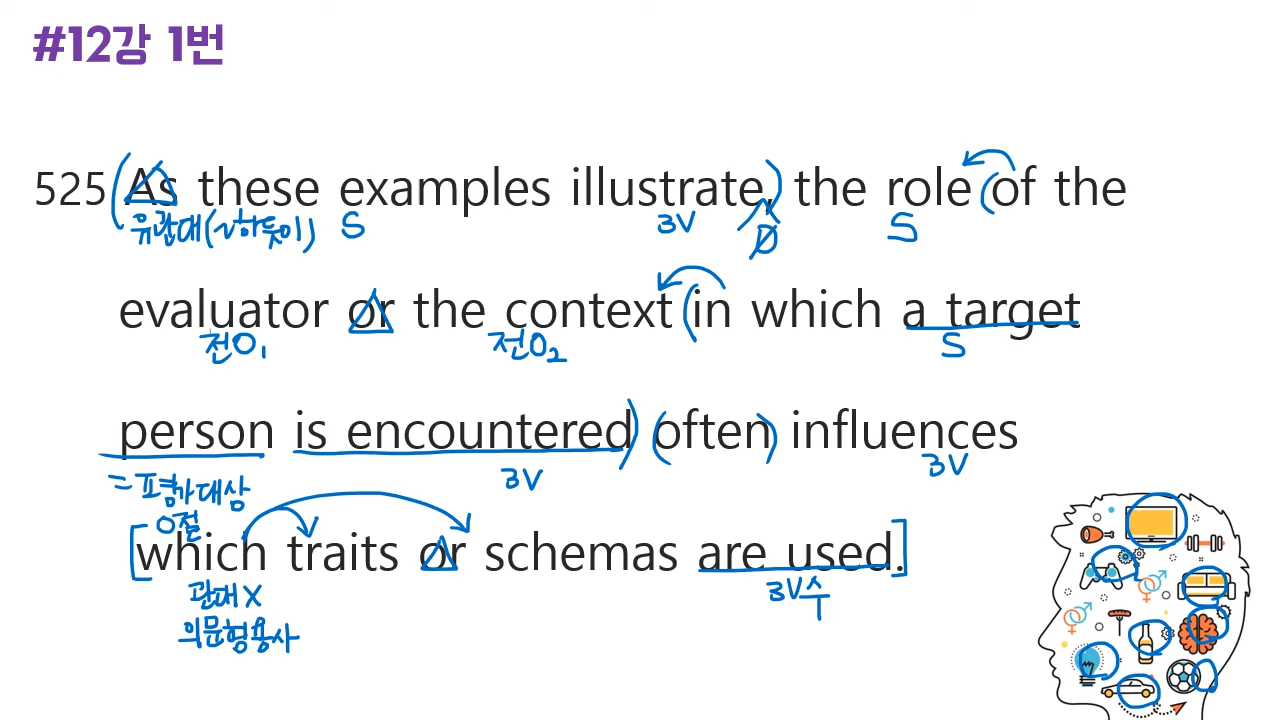 #12강 1번
525 As these examples illustrate, the role of the
유관대(~하듯이) S 3V S
evaluator or the context in which a target
전O1 전O2 S
person is encountered often influences
=평가대상 3V 3V
O절
which traits or schemas are used.
관대X 3V수
의문형용사